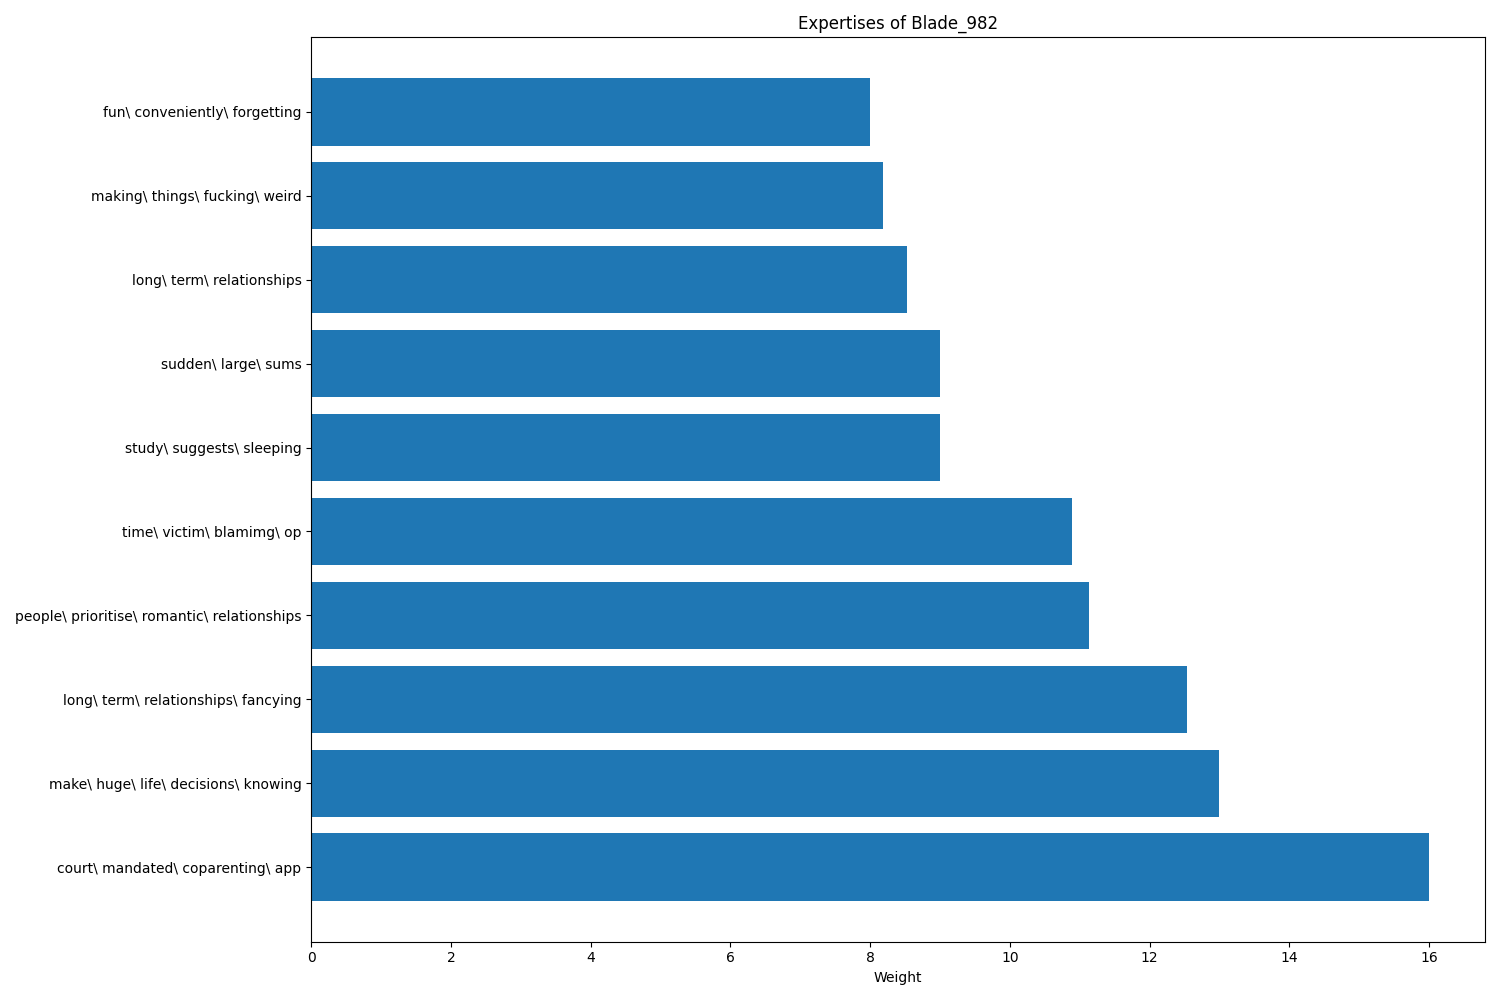 Expertises of Blade_982
fun\ conveniently\ forgetting
making\ things\ fucking\ weird
long\ term\ relationships
sudden\ large\ sums
study\ suggests\ sleeping
time\ victim\ blamimg\ op
people\ prioritise\ romantic\ relationships
long\ term\ relationships\ fancying
make\ huge\ life\ decisions\ knowing
court\ mandated\ coparenting\ app
0 2 4 6 8 10 12 14 16
Weight